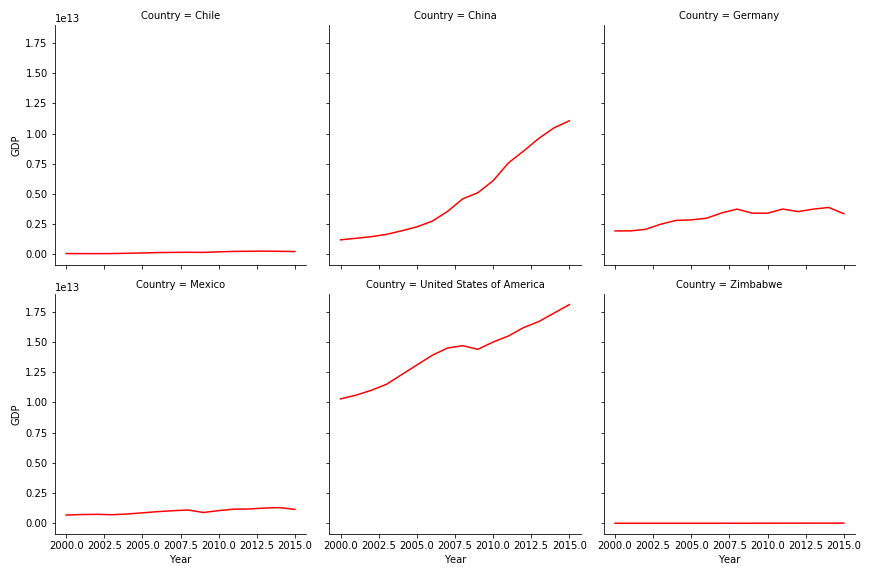 1e13
Country = Chile
Country = China
Country = Germany
1.75
1.50
1.25
1.00
0.75
0.50
0.25
0.00
GDP
1e13
Country = Mexico
Country = United States of America
Country = Zimbabwe
1.75
1.50
1.25
1.00
0.75
0.50
0.25
0.00
GDP
2000.0 2002.5 2005.0 2007.5 2010.0 2012.5 2015.0
2000.0 2002.5 2005.0 2007.5 2010.0 2012.5 2015.0
2000.0 2002.5 2005.0 2007.5 2010.0 2012.5 2015.0
Year
Year
Year